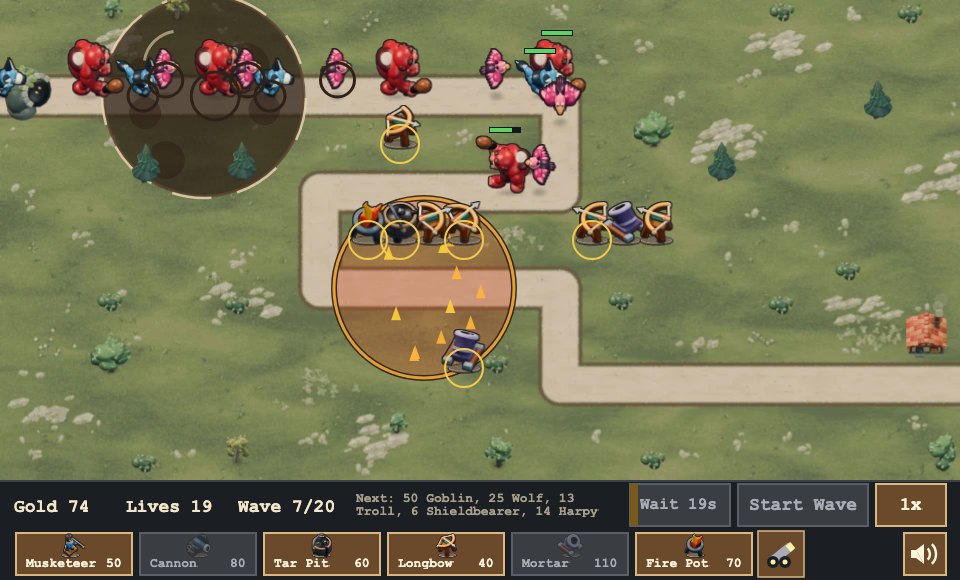 Gold 74
Lives 19
Wave 7/20
Next: 50 Goblin, 25 Wolf, 13
Troll, 6 Shieldbearer, 14 Harpy
Wait 19s
Start Wave
1x
Musketeer 50
Cannon 80
Tar Pit 60
Longbow 40
Mortar 110
Fire Pot 70